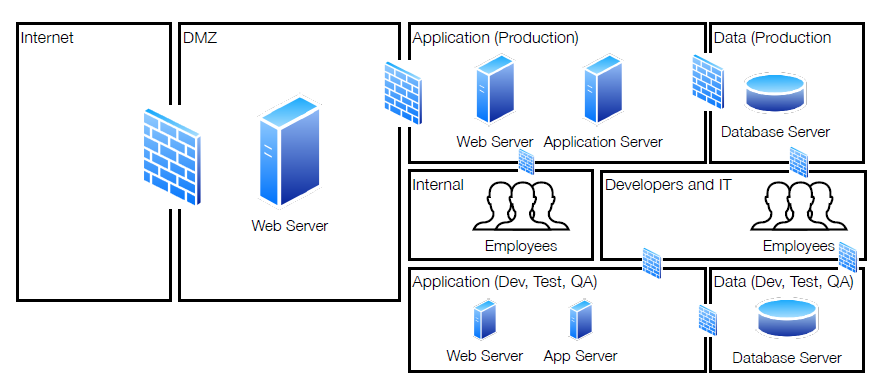 Internet
DMZ
Application (Production)
Data (Production
Web Server
Application Server
Database Server
Web Server
Internal
Developers and IT
Employees
Employees
Application (Dev, Test, QA)
Data (Dev, Test, QA)
Web Server
App Server
Database Server